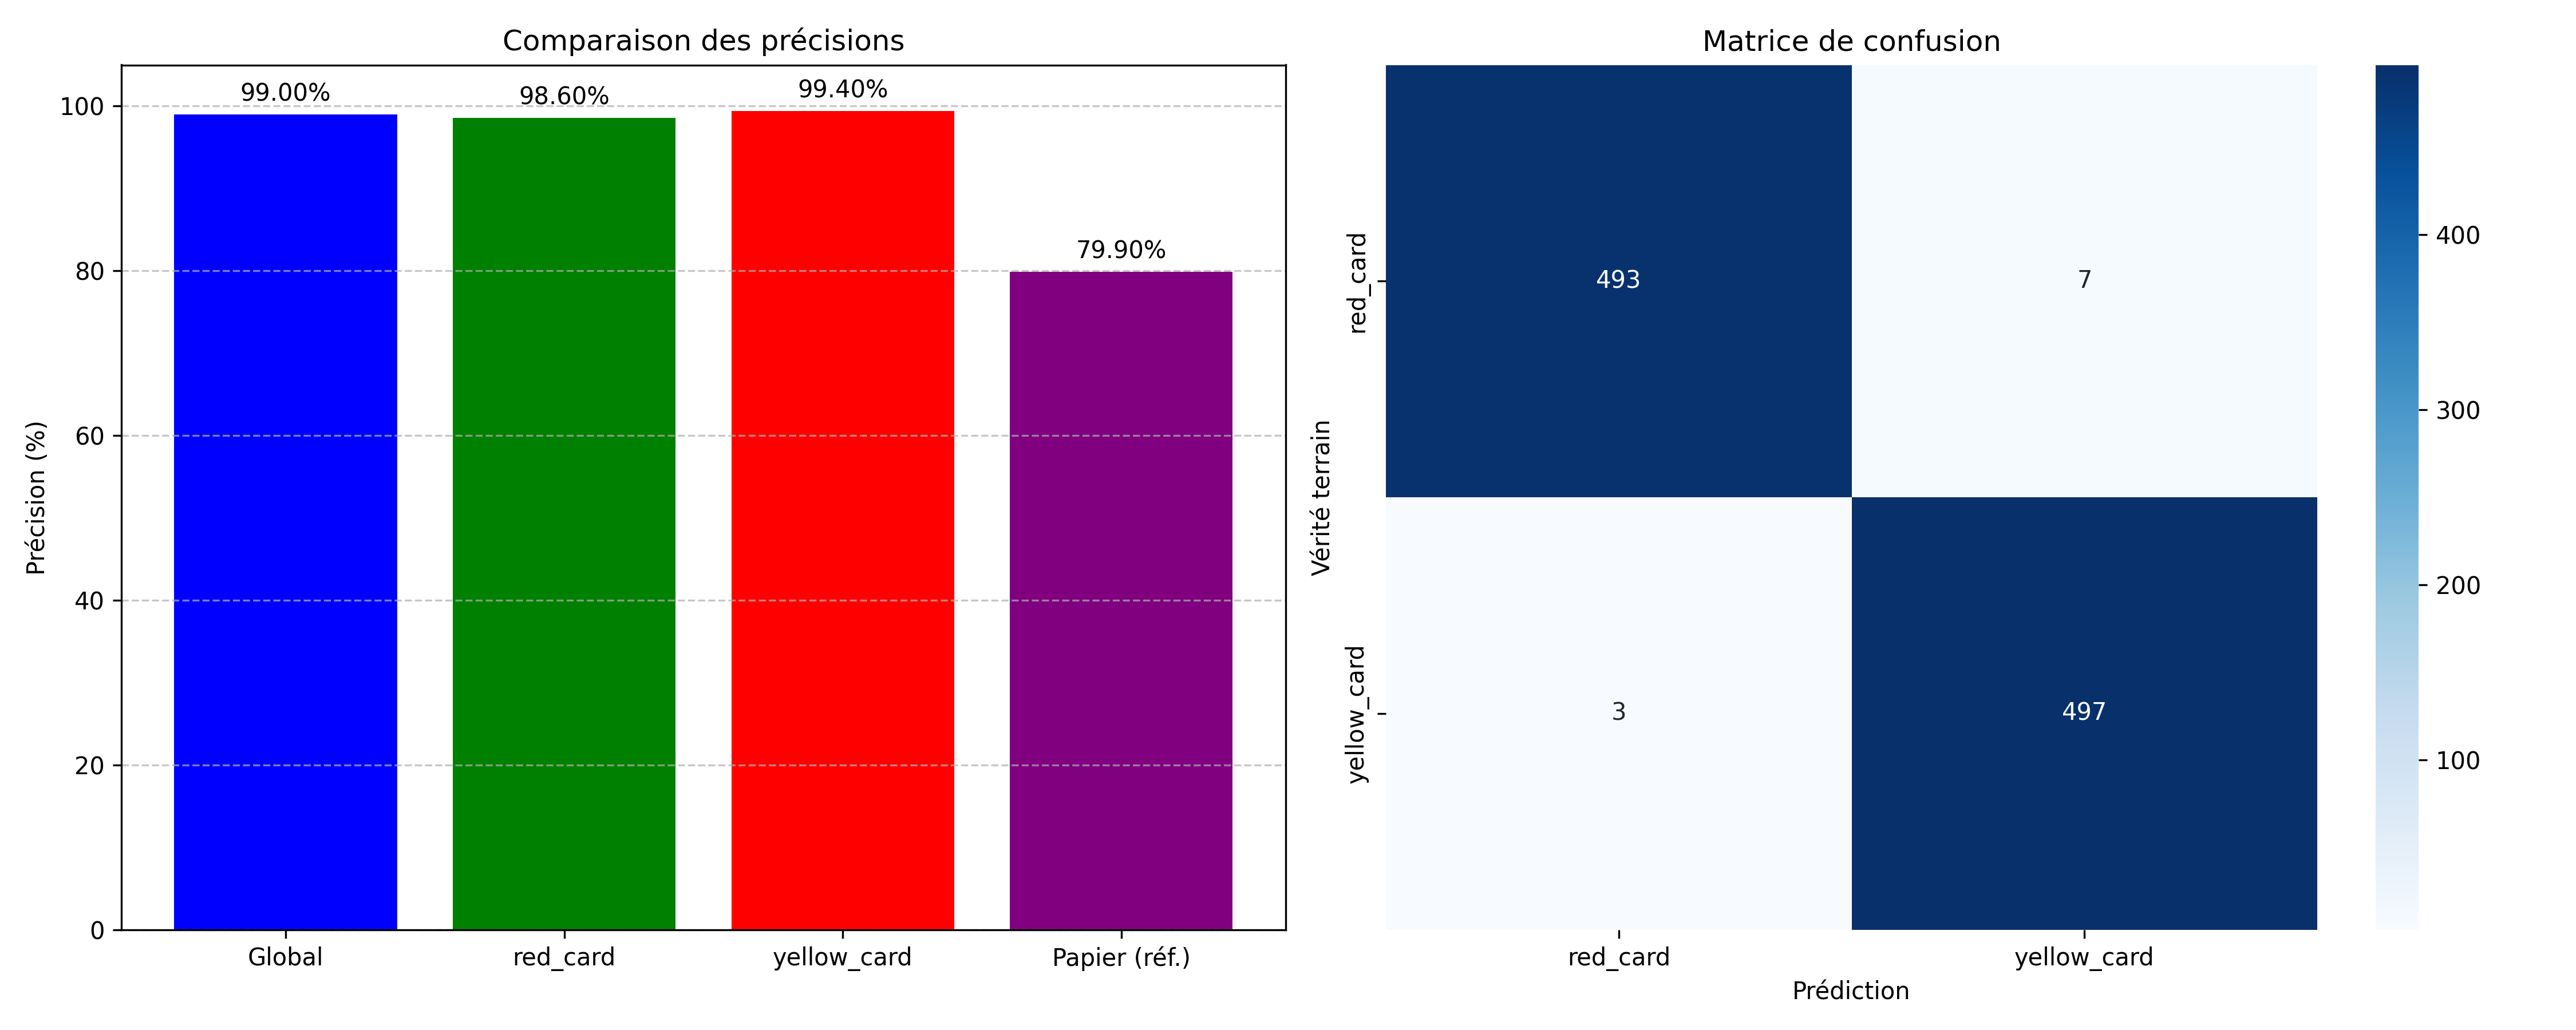 Comparaison des précisions
Précision (%)
100
80
60
40
20
0
99.00%
98.60%
99.40%
79.90%
Global
red_card
yellow_card
Papier (réf.)
Matrice de confusion
Vérité terrain
red_card
yellow_card
493
7
3
497
red_card
yellow_card
Prédiction
400
300
200
100